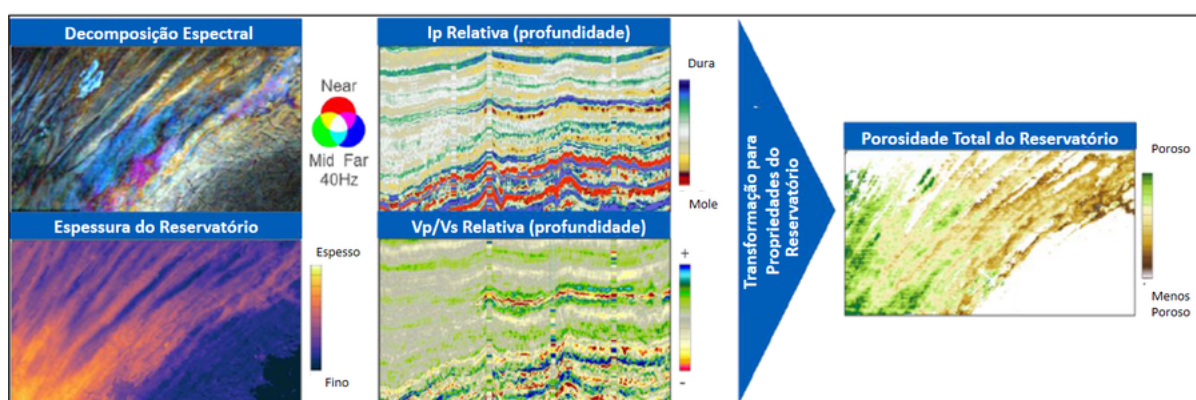 Decomposição Espectral
Near
Mid Far
40Hz
Espessura do Reservatório
Espesso
Fino
Ip Relativa (profundidade)
Dura
Mole
Vp/Vs Relativa (profundidade)
+
-
Transformação para
Propriedades do
Reservatório
Porosidade Total do Reservatório
Poroso
Menos
Poroso